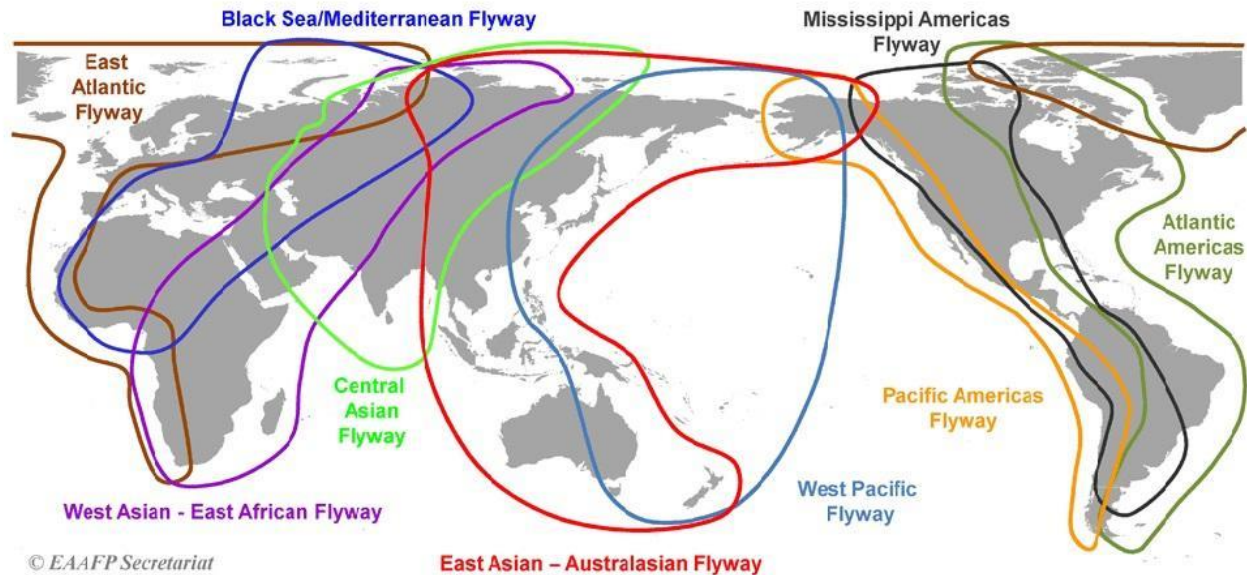 Black Sea/Mediterranean Flyway
Mississippi Americas
Flyway
East
Atlantic
Flyway
Atlantic
Americas
Flyway
Central
Asian
Flyway
Pacific Americas
Flyway
West Asian - East African Flyway
West Pacific
Flyway
© EAAFP Secretariat
East Asian – Australasian Flyway